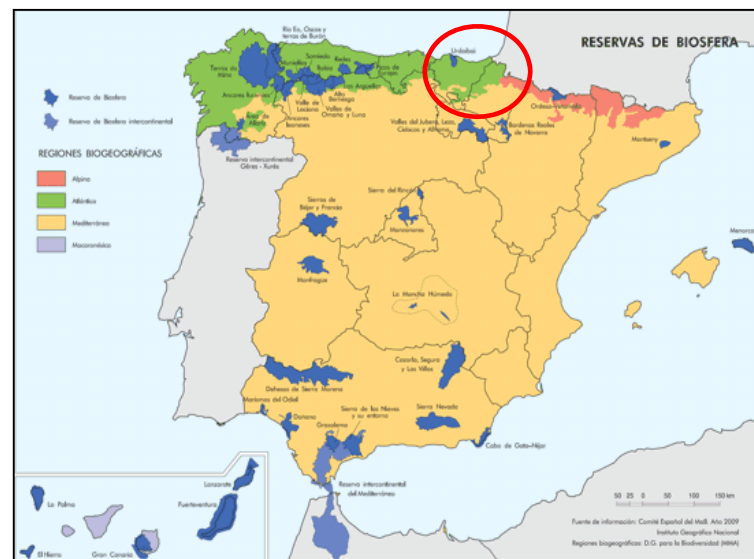 RESERVAS DE BIOSFERA
Río Eo, Oscos y
terras de Burón
Urdaibai
Muniellos
Somiedo
Redes
Babia
Picos de
Europa
Los Argüellos
Alto
Bernesga
Valle de
Laciana
Valles de
Omaña y Luna
Ancares
leoneses
Área de
Allariz
Reserva de Biosfera
Reserva de Biosfera intercontinental
Reserva intercontinental
Gêres - Xurés
REGIONES BIOGEOGRÁFICAS
Alpina
Atlántica
Mediterránea
Macaronésica
Valles del Jubera, Leza,
Cidacos y Alhama
Bardenas Reales
de Navarra
Ordesa-Viñamala
Montseny
Menorca
Sierras de
Béjar y Francia
Sierra del Rincón
Manzanares
Monfragüe
La Mancha Húmeda
Cazorla, Segura
y Las Villas
Dehesas de Sierra Morena
Marismas del Odiel
Doñana
Sierra de las Nieves
y su entorno
Grazalema
Sierra Nevada
Cabo de Gata-Níjar
Reserva intercontinental
del Mediterráneo
La Palma
El Hierro
Gran Canaria
Lanzarote
Fuerteventura
50 25 0 50 100 150 km
Fuente de información: Comité Español del MaB. Año 2009
Instituto Geográfico Nacional
Regiones biogeográficas: D.G. para la Biodiversidad (MMA)